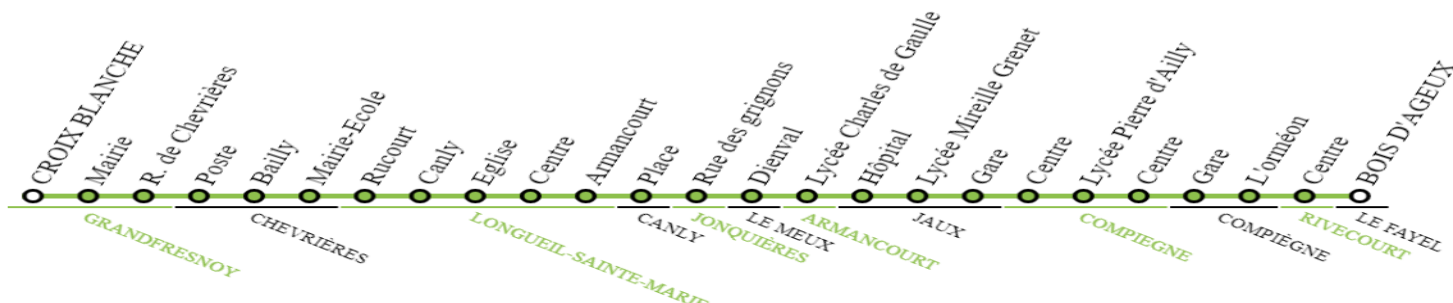 CROIX BLANCHE
Mairie
R. de Chevrières
Poste
Bailly
Mairie-Ecole
Rucourt
Canly
Eglise
Centre
Armancourt
Place
Rue des grignons
Dienval
Lycée Charles de Gaulle
Hôpital
Lycée Mireille Grenet
Gare
Centre
Lycée Pierre d'Ailly
Centre
Gare
L'orméon
Centre
BOIS D'AGEUX
GRANDFRESNOY
CHEVRIÈRES
LONGUEIL-SAINTE-MARIE
CANLY
JONQUIÈRES
LE MEUX
ARMANCOURT
JAUX
COMPIEGNE
COMPIÈGNE
RIVECOURT
LE FAYEL